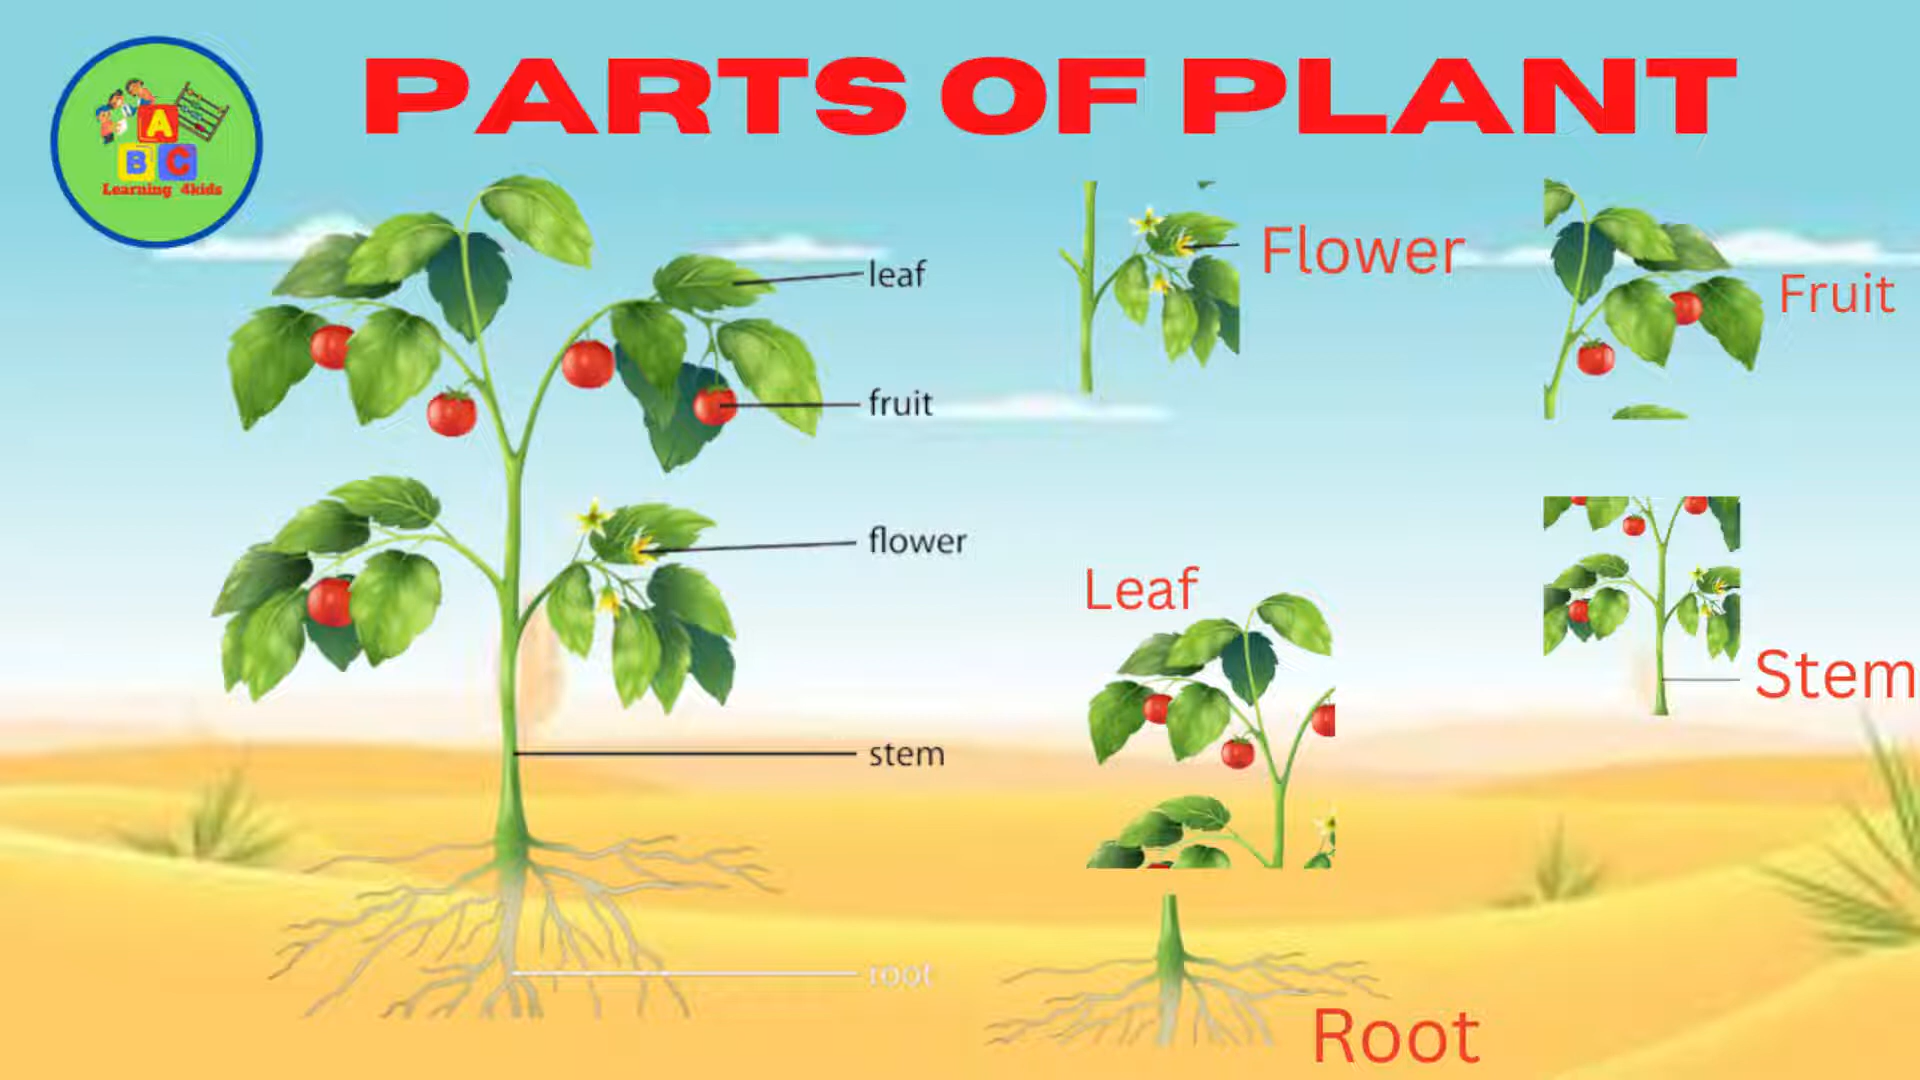 PARTS OF PLANT
A
B C
Learning 4kids
leaf
fruit
flower
stem
root
Flower
Fruit
Leaf
Stem
Root